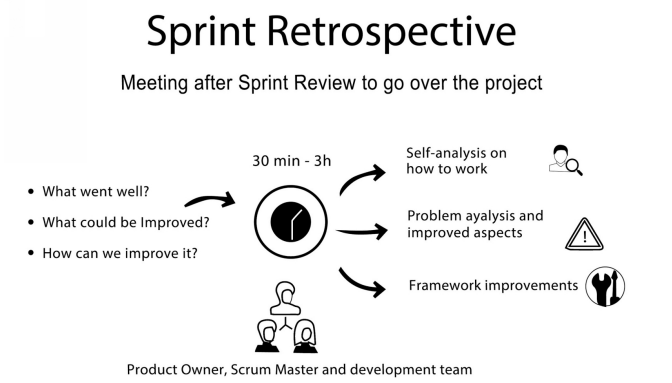 Sprint Retrospective
Meeting after Sprint Review to go over the project
30 min - 3h
• What went well?
• What could be Improved?
• How can we improve it?
Self-analysis on
how to work
Problem ayalysis and
improved aspects
!
Framework improvements
Product Owner, Scrum Master and development team